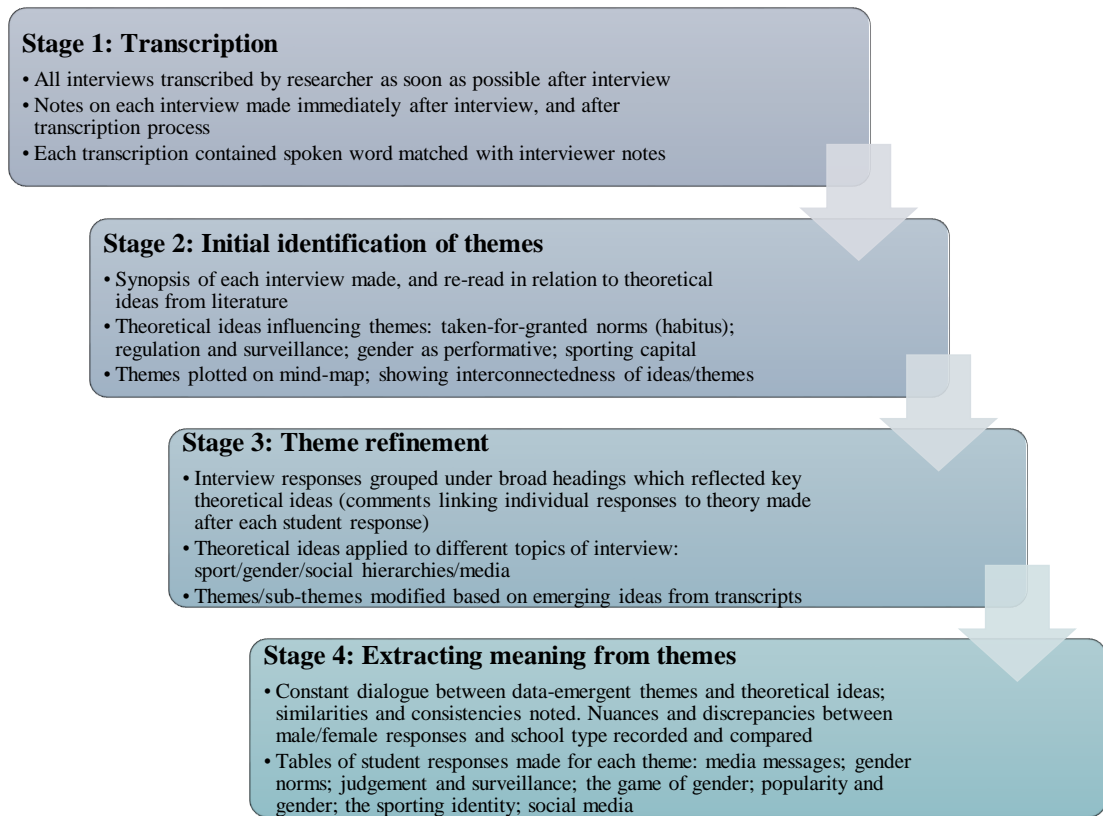 Stage 1: Transcription
• All interviews transcribed by researcher as soon as possible after interview
• Notes on each interview made immediately after interview, and after
transcription process
• Each transcription contained spoken word matched with interviewer notes
Stage 2: Initial identification of themes
• Synopsis of each interview made, and re-read in relation to theoretical
ideas from literature
• Theoretical ideas influencing themes: taken-for-granted norms (habitus);
regulation and surveillance; gender as performative; sporting capital
• Themes plotted on mind-map; showing interconnectedness of ideas/themes
Stage 3: Theme refinement
• Interview responses grouped under broad headings which reflected key
theoretical ideas (comments linking individual responses to theory made
after each student response)
• Theoretical ideas applied to different topics of interview:
sport/gender/social hierarchies/media
• Themes/sub-themes modified based on emerging ideas from transcripts
Stage 4: Extracting meaning from themes
• Constant dialogue between data-emergent themes and theoretical ideas;
similarities and consistencies noted. Nuances and discrepancies between
male/female responses and school type recorded and compared
• Tables of student responses made for each theme: media messages; gender
norms; judgement and surveillance; the game of gender; popularity and
gender; the sporting identity; social media